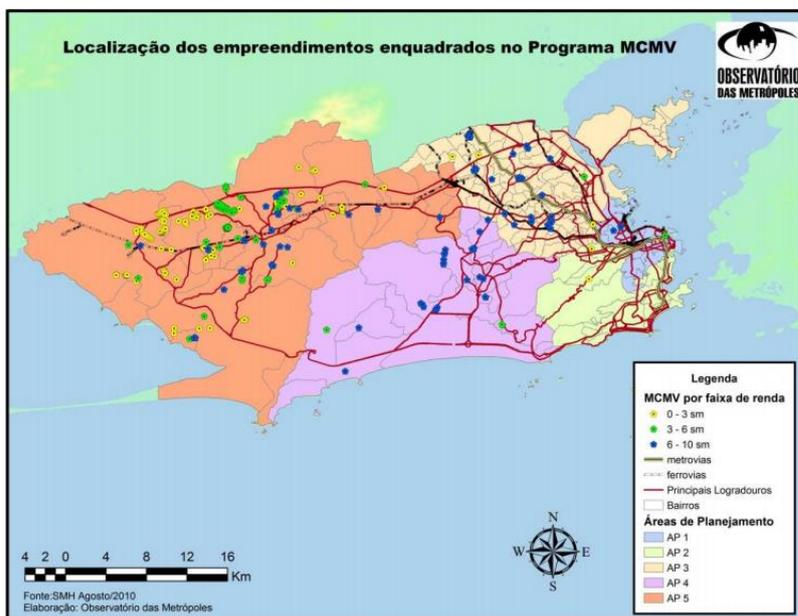 Localização dos empreendimentos enquadrados no Programa MCMV
OBSERVATÓRIO
DAS METRÓPOLES
Legenda
MCMV por faixa de renda
0 - 3 sm
3 - 6 sm
6 - 10 sm
metrovias
ferrovias
Principais Logradouros
Bairros
Áreas de Planejamento
AP 1
AP 2
AP 3
AP 4
AP 5
N
W E
S
4 2 0 4 8 12 16
Km
Fonte:SMH Agosto/2010
Elaboração: Observatório das Metrópoles